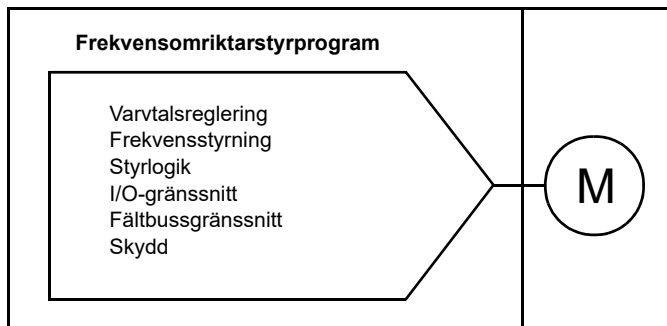 Frekvensomriktarstyrprogram
Varvtalsreglering
Frekvensstyrning
Styrlogik
I/O-gränssnitt
Fältbussgränssnitt
Skydd
M